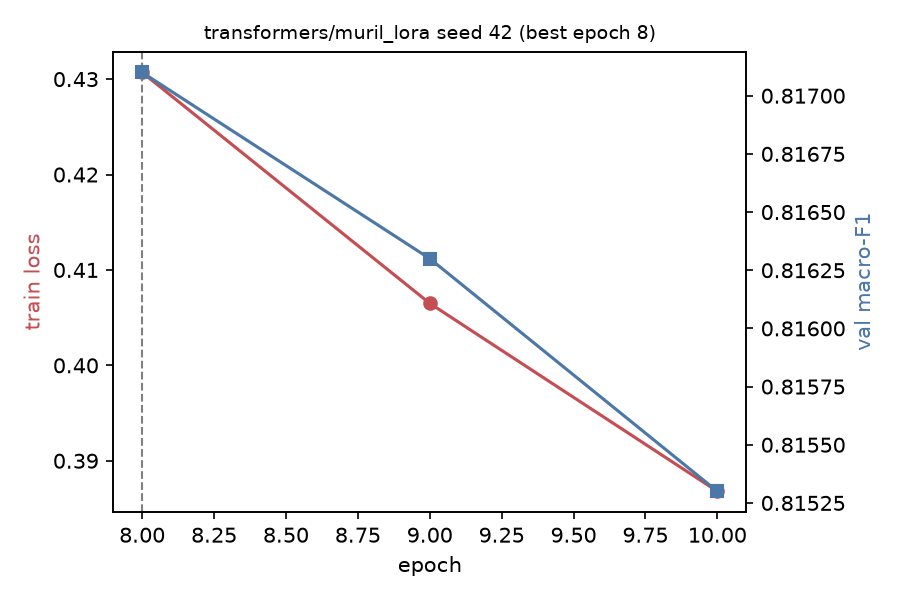 transformers/muril_lora seed 42 (best epoch 8)
train loss
0.43
0.42
0.41
0.40
0.39
0.81700
0.81675
0.81650
0.81625
0.81600
0.81575
0.81550
0.81525
val macro-F1
8.00 8.25 8.50 8.75 9.00 9.25 9.50 9.75 10.00
epoch